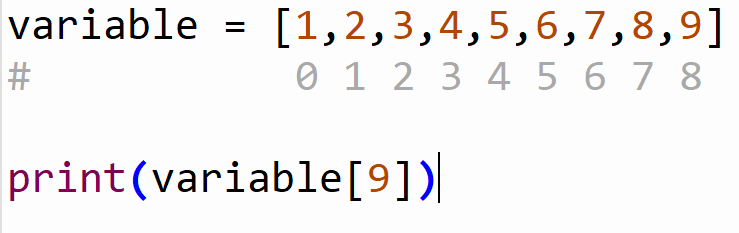 variable = [1,2,3,4,5,6,7,8,9]
#           0 1 2 3 4 5 6 7 8
print(variable[9])